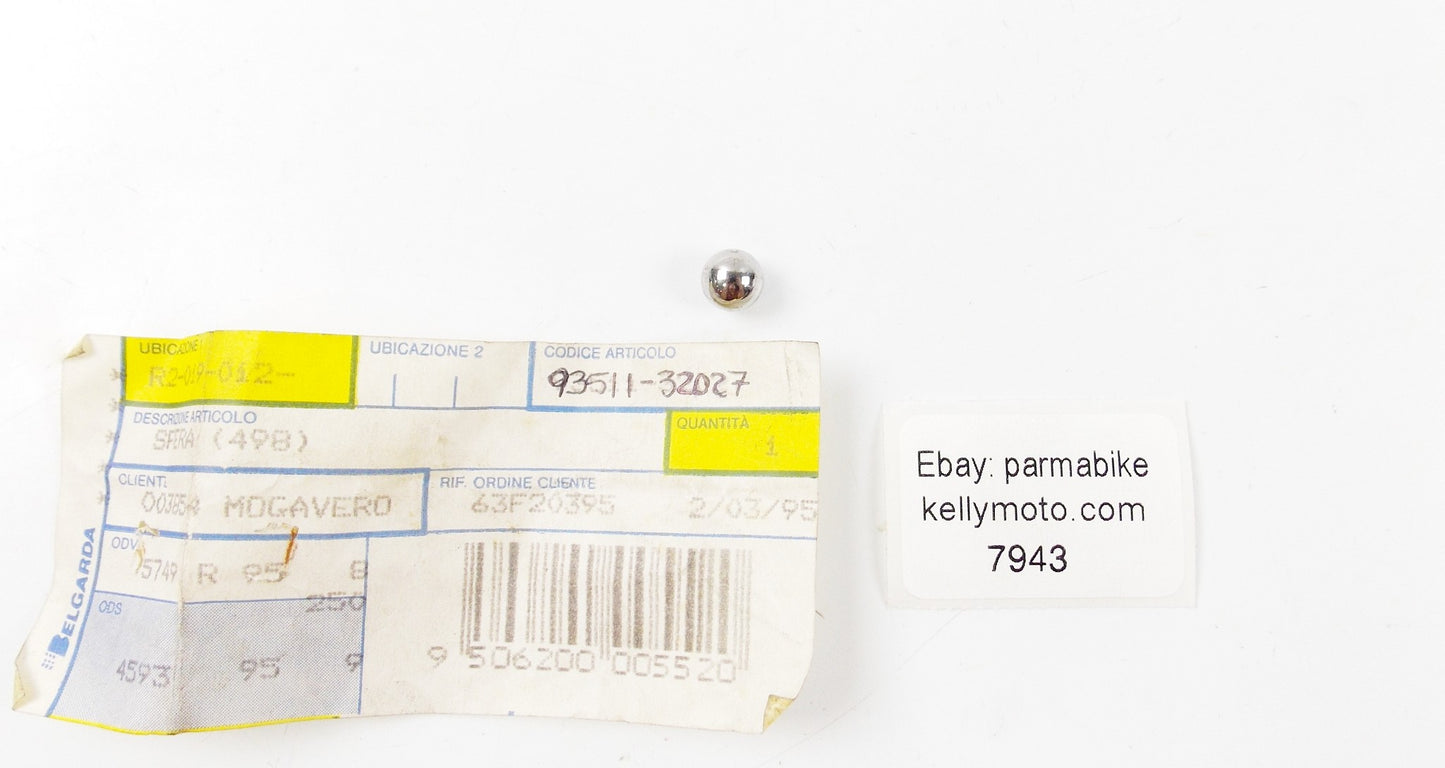 UBICAZIONE 1
R2-019-012-
UBICAZIONE 2
CODICE ARTICOLO
93511-32027
DESCRIZIONE ARTICOLO
SFERA (498)
QUANTITÀ
1
CLIENTE
MOGAVERO
RIF. ORDINE CLIENTE
63F20395
2/03/95
ODV
5749 R 95 8
250
ODS
4593 95 9
BELGARDA
9 506200 005520
Ebay: parmabike
kellymoto.com
7943